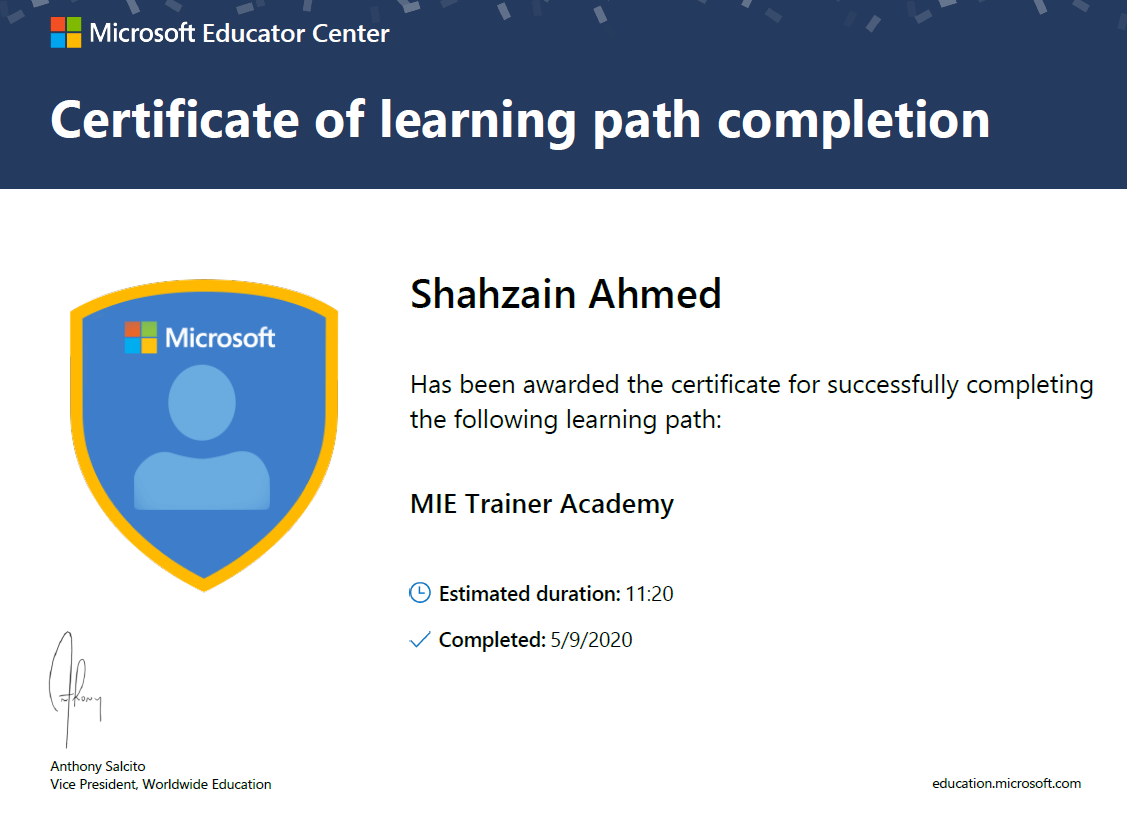 Microsoft Educator Center
Certificate of learning path completion
Microsoft
Shahzain Ahmed
Has been awarded the certificate for successfully completing
the following learning path:
MIE Trainer Academy
Estimated duration: 11:20
Completed: 5/9/2020
Anthony
Anthony Salcito
Vice President, Worldwide Education
education.microsoft.com